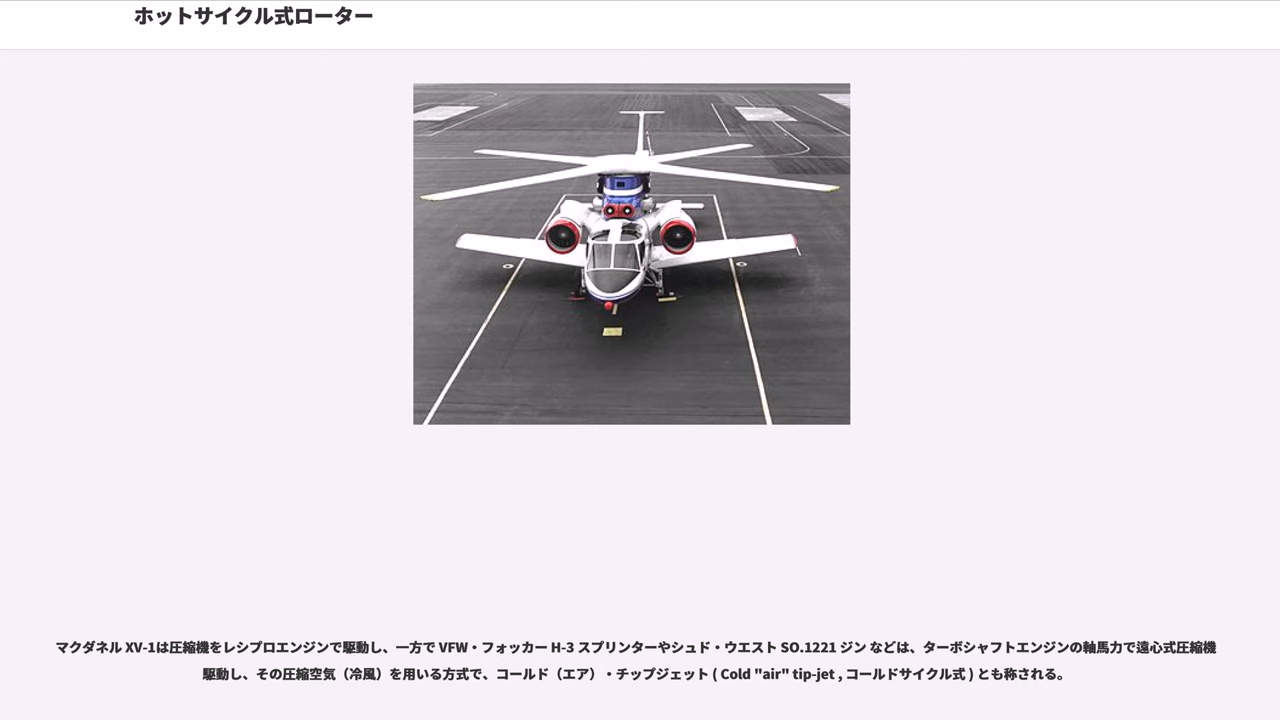 ホットサイクル式ローター
マクダネル XV-1は圧縮機をレシプロエンジンで駆動し、一方で VFW・フォッカー H-3 スプリンターやシュド・ウエスト SO.1221 ジン などは、ターボシャフトエンジンの軸馬力で遠心式圧縮機
駆動し、その圧縮空気（冷風）を用いる方式で、コールド（エア）・チップジェット ( Cold "air" tip-jet , コールドサイクル式 ) とも称される。